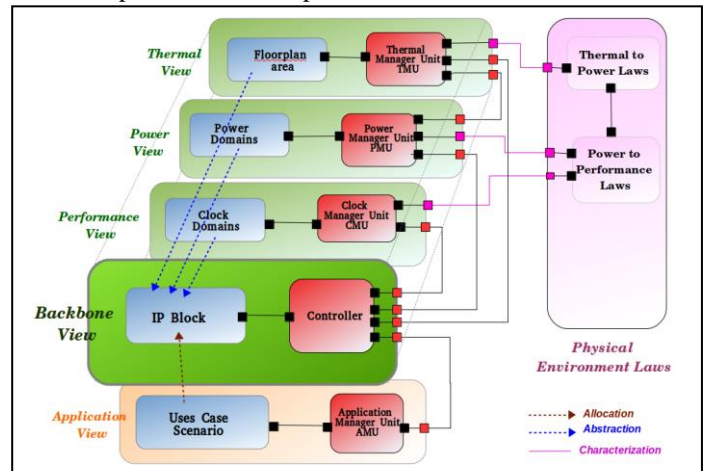 Thermal
View
Floorplan
area
Thermal
Manager Unit
TMU
Thermal to
Power Laws
Power
View
Power
Domains
Power
Manager Unit
PMU
Power to
Performance
Laws
Performance
View
Clock
Domains
Clock
Manager Unit
CMU
Backbone
View
IP Block
Controller
Physical
Environment Laws
Application
View
Uses Case
Scenario
Application
Manager Unit
AMU
Allocation
Abstraction
Characterization